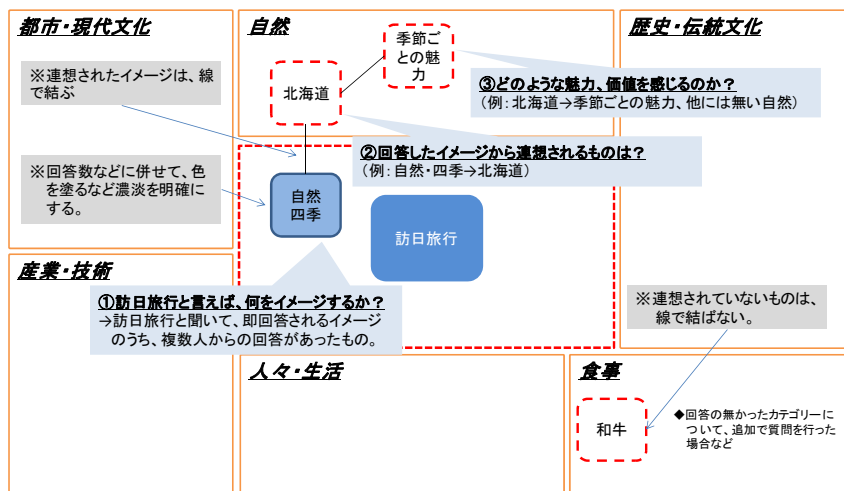 都市・現代文化
自然
歴史・伝統文化
季節ご
との魅
力
※連想されたイメージは、線
で結ぶ
北海道
③どのような魅力、価値を感じるのか？
（例：北海道→季節ごとの魅力、他には無い自然）
②回答したイメージから連想されるものは？
（例：自然・四季→北海道）
※回答数などに併せて、色
を塗るなど濃淡を明確に
する。
自然
四季
訪日旅行
産業・技術
①訪日旅行と言えば、何をイメージするか？
→訪日旅行と聞いて、即回答されるイメージ
のうち、複数人からの回答があったもの。
※連想されていないものは、
線で結ばない。
人々・生活
食事
和牛
◆回答の無かったカテゴリーに
ついて、追加で質問を行った
場合など